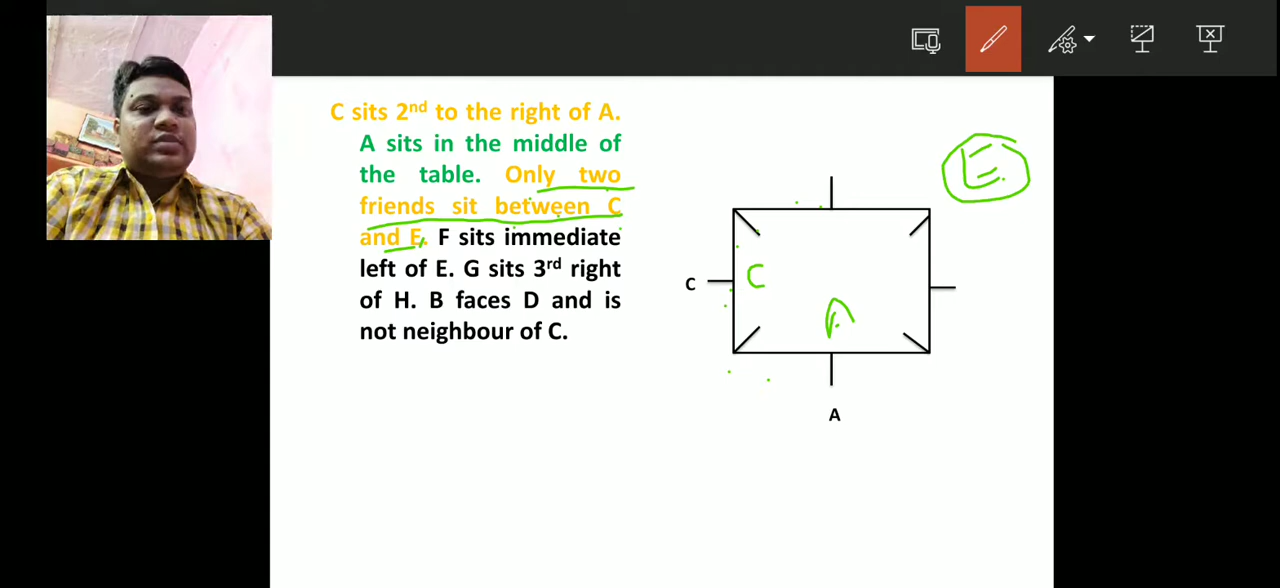 C sits 2nd to the right of A.
A sits in the middle of
the table. Only two
friends sit between C
and E. F sits immediate
left of E. G sits 3rd right
of H. B faces D and is
not neighbour of C.
E
C
C
A
A